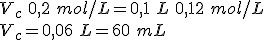 V_c 0,2 mol/L=0,1 L 0,12 mol/L
V_c=0,06 L=60 mL